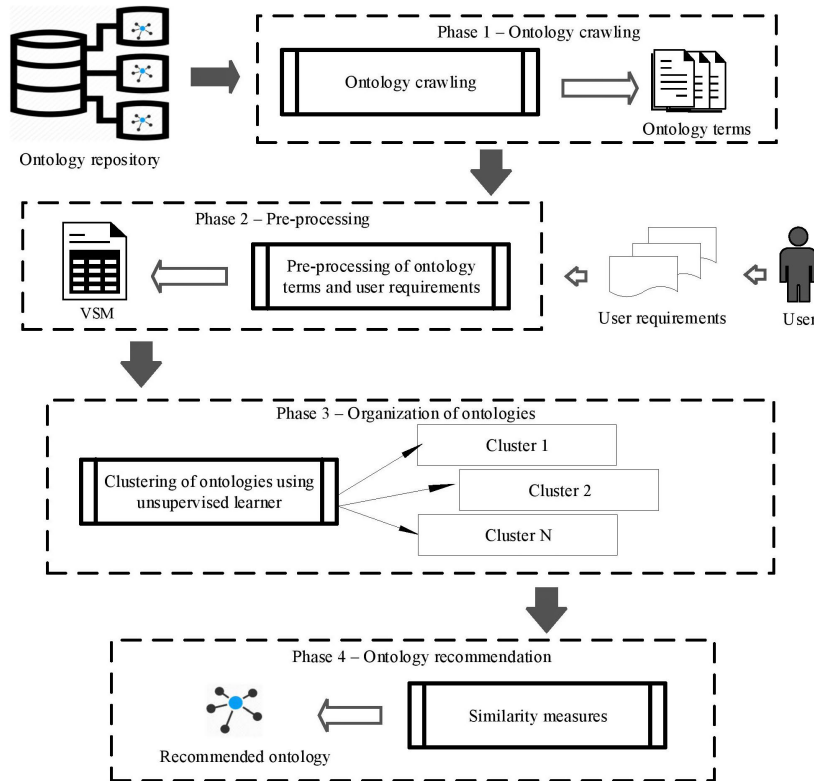 Phase 1 – Ontology crawling
Ontology crawling
Ontology terms
Ontology repository
Phase 2 – Pre-processing
Pre-processing of ontology
terms and user requirements
VSM
User requirements
User
Phase 3 – Organization of ontologies
Clustering of ontologies using
unsupervised learner
Cluster 1
Cluster 2
Cluster N
Phase 4 – Ontology recommendation
Similarity measures
Recommended ontology